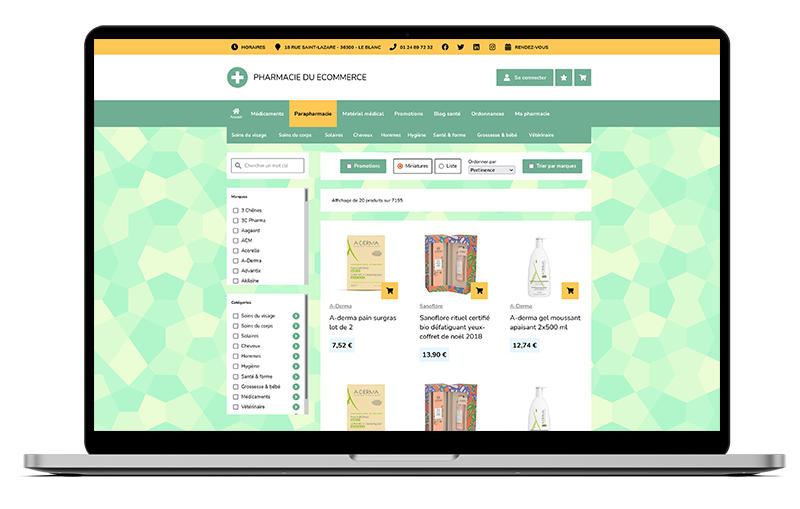 HORAIRES 18 RUE SAINT-LAZARE - 36300 - LE BLANC 01 24 89 72 32 RENDEZ-VOUS
PHARMACIE DU ECOMMERCE
Se connecter
Accueil Médicaments Parapharmacie Matériel médical Promotions Blog santé Ordonnances Ma pharmacie
Soins du visage Soins du corps Solaires Cheveux Hommes Hygiène Santé & forme Grossesse & bébé Vétérinaire
Chercher un mot clé
Promotions Miniatures Liste Ordonner par Pertinence Trier par marques
Affichage de 20 produits sur 7195
Marques
3 Chênes
3C Pharma
Aagaard
ACM
Acorelle
A-Derma
Advantix
Akileine
Catégories
Soins du visage
Soins du corps
Solaires
Cheveux
Hommes
Hygiène
Santé & forme
Grossesse & bébé
Médicaments
Vétérinaire
A-DERMA
A-Derma
A-derma pain surgras lot de 2
7,52 €
Sanoflore
Sanoflore rituel certifié bio défatiguant yeux-coffret de noël 2018
13,90 €
A-Derma
A-derma gel moussant apaisant 2x500 ml
12,74 €
A-DERMA